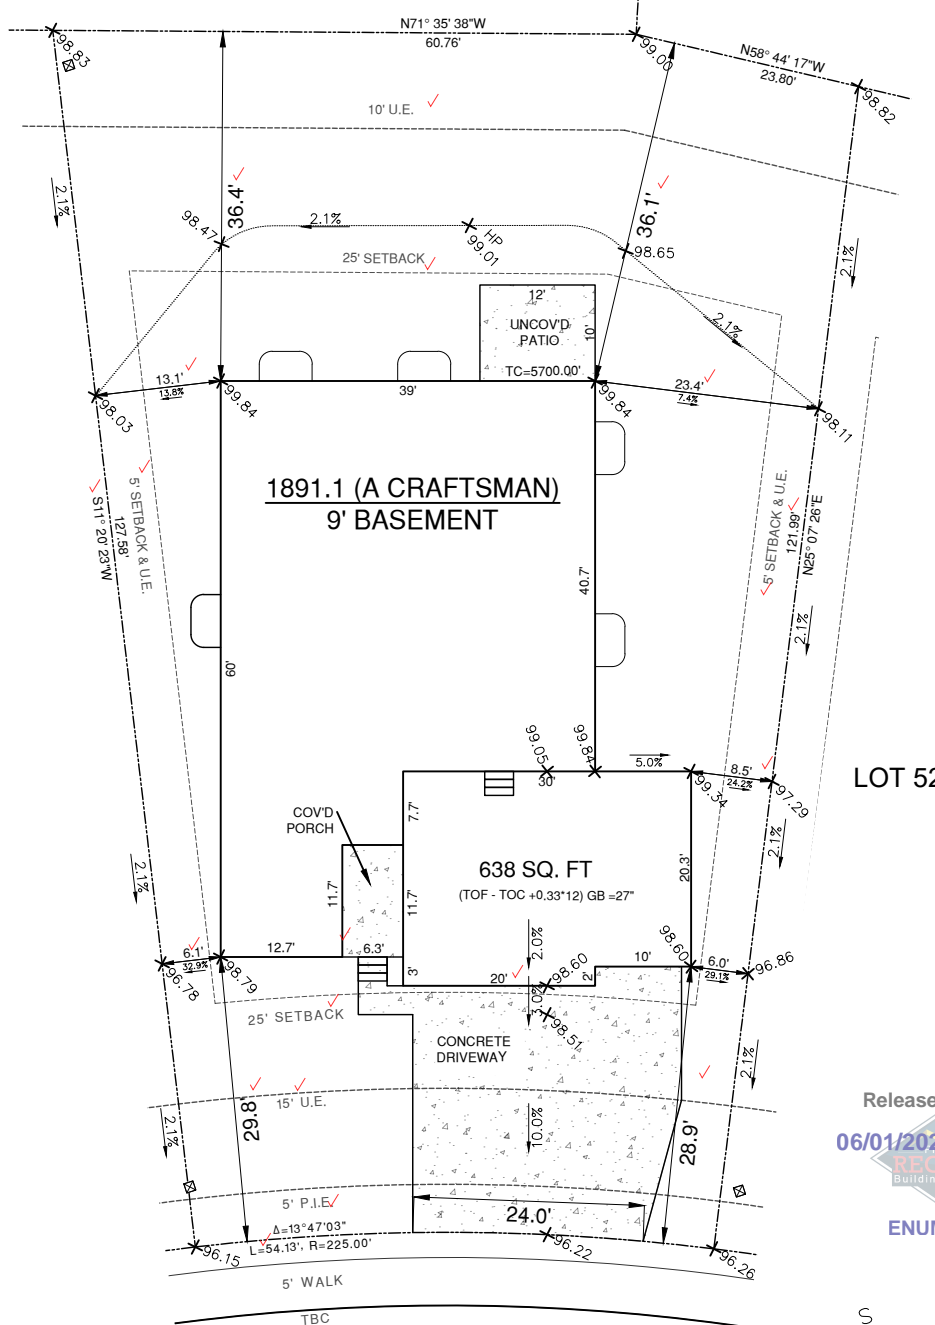 N71° 35' 38"W
60.76'
N58° 44' 17"W
23.80'
98.83
99.00
98.82
10' U.E.
2.1%
36.4'
36.1'
98.47
2.1%
HP
99.01
98.65
2.1%
25' SETBACK
12'
UNCOV'D
PATIO
10'
TC=5700.00'
2.1%
13.1'
13.8%
98.03
99.84
39'
99.84
23.4'
7.4%
98.11
1891.1 (A CRAFTSMAN)
9' BASEMENT
S11° 20' 23"W
127.58'
5' SETBACK & U.E.
5' SETBACK & U.E.
121.99'
N25° 07' 26"E
40.7'
2.1%
60'
99.05
99.84
5.0%
30'
99.34
8.5'
24.2%
97.29
LOT 52
COV'D
PORCH
7.7'
2.1%
638 SQ. FT
(TOF - TOC +0.33*12) GB =27"
20.3'
2.1%
11.7'
11.7'
6.1'
32.9%
96.78
98.79
12.7'
6.3'
3'
20'
2.0%
98.60
2'
10'
98.60
6.0'
29.1%
96.86
3.0%
98.51
25' SETBACK
CONCRETE
DRIVEWAY
2.1%
15' U.E.
29.8'
2.1%
10.0%
28.9'
Release
06/01/202
REC
Building
ENUM
5' P.I.E.
24.0'
Δ=13°47'03"
L=54.13', R=225.00'
96.15
96.22
96.26
5' WALK
TBC
S